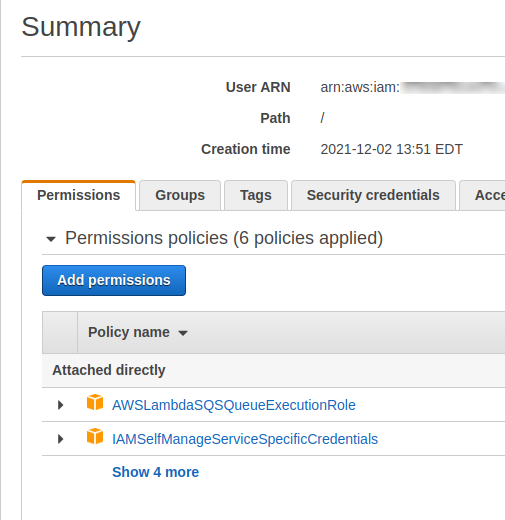 Summary
User ARN arn:aws:iam:
Path /
Creation time 2021-12-02 13:51 EDT
Permissions Groups Tags Security credentials Acce
Permissions policies (6 policies applied)
Add permissions
Policy name
Attached directly
AWSLambdaSQSQueueExecutionRole
IAMSelfManageServiceSpecificCredentials
Show 4 more